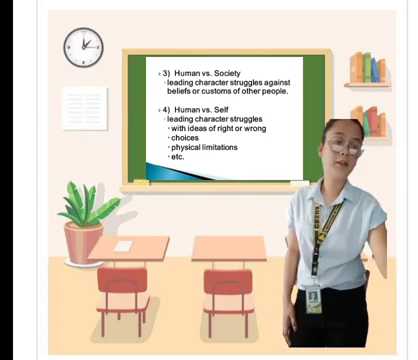 3) Human vs. Society
leading character struggles against
beliefs or customs of other people.
4) Human vs. Self
leading character struggles
with ideas of right or wrong
choices
physical limitations
etc.